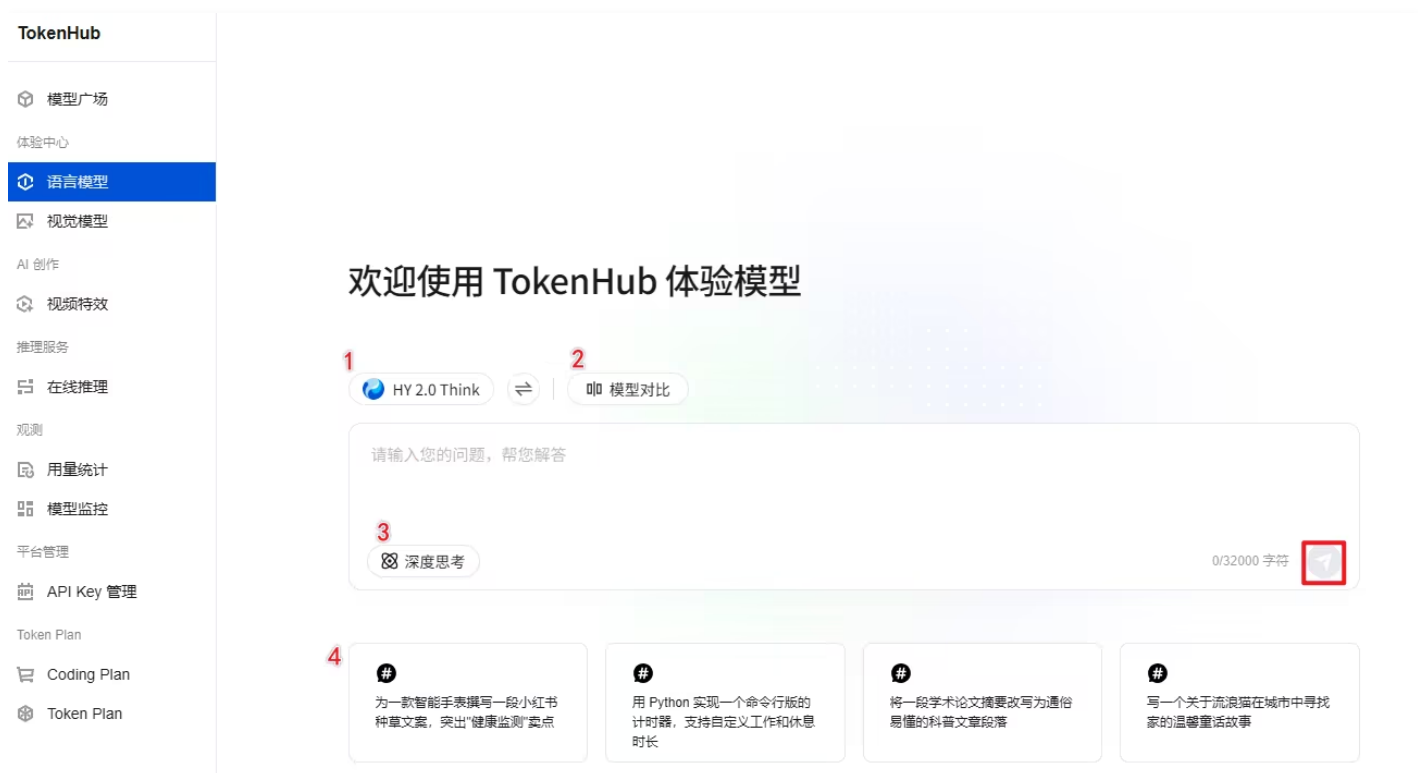 TokenHub
模型广场
体验中心
语言模型
视觉模型
AI 创作
视频特效
推理服务
在线推理
观测
用量统计
模型监控
平台管理
API Key 管理
Token Plan
Coding Plan
Token Plan
欢迎使用 TokenHub 体验模型
1
2
HY 2.0 Think
模型对比
请输入您的问题，帮您解答
3
深度思考
0/32000 字符
4
#
为一款智能手表撰写一段小红书
种草文案，突出"健康监测"卖点
#
用 Python 实现一个命令行版的
计时器，支持自定义工作和休息
时长
#
将一段学术论文摘要改写为通俗
易懂的科普文章段落
#
写一个关于流浪猫在城市中寻找
家的温馨童话故事